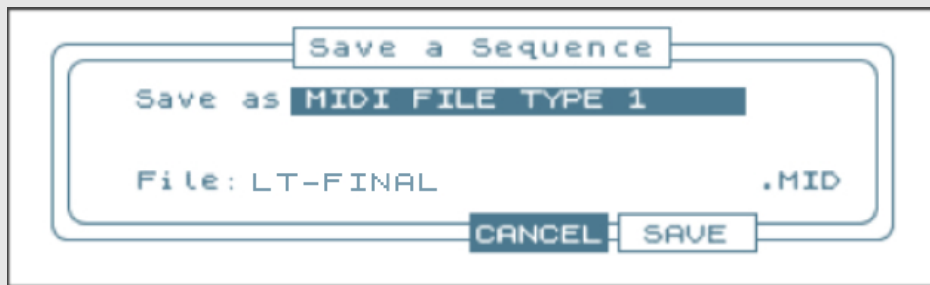 Save a Sequence
Save as MIDI FILE TYPE 1
File: LT-FINAL .MID
CANCEL SAVE